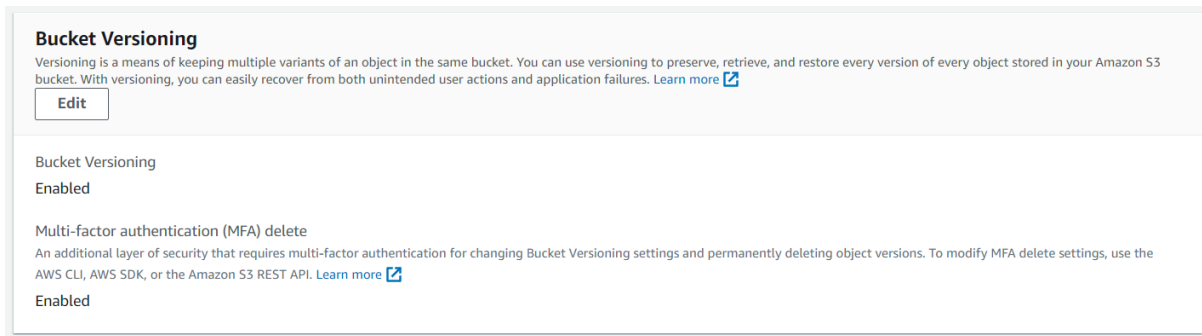 Bucket Versioning
Versioning is a means of keeping multiple variants of an object in the same bucket. You can use versioning to preserve, retrieve, and restore every version of every object stored in your Amazon S3
bucket. With versioning, you can easily recover from both unintended user actions and application failures. Learn more
Edit
Bucket Versioning
Enabled
Multi-factor authentication (MFA) delete
An additional layer of security that requires multi-factor authentication for changing Bucket Versioning settings and permanently deleting object versions. To modify MFA delete settings, use the
AWS CLI, AWS SDK, or the Amazon S3 REST API. Learn more
Enabled